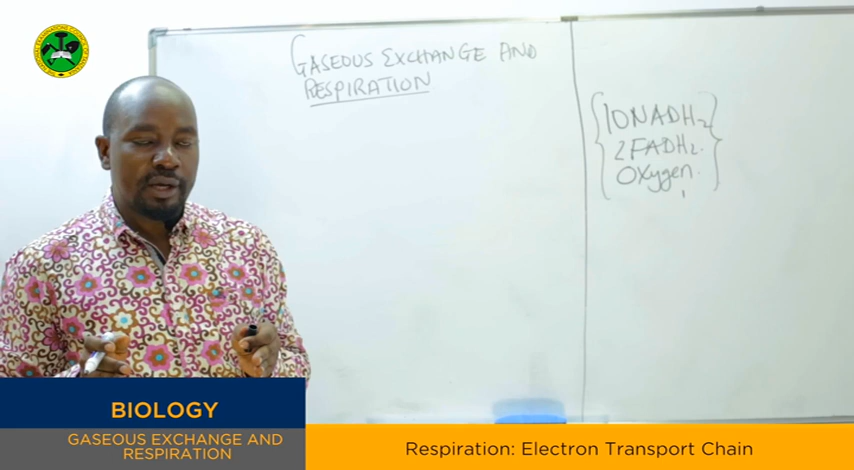 GASEOUS EXCHANGE AND
RESPIRATION
10NADH2
2FADH2.
Oxygen.
BIOLOGY
GASEOUS EXCHANGE AND
RESPIRATION
Respiration: Electron Transport Chain